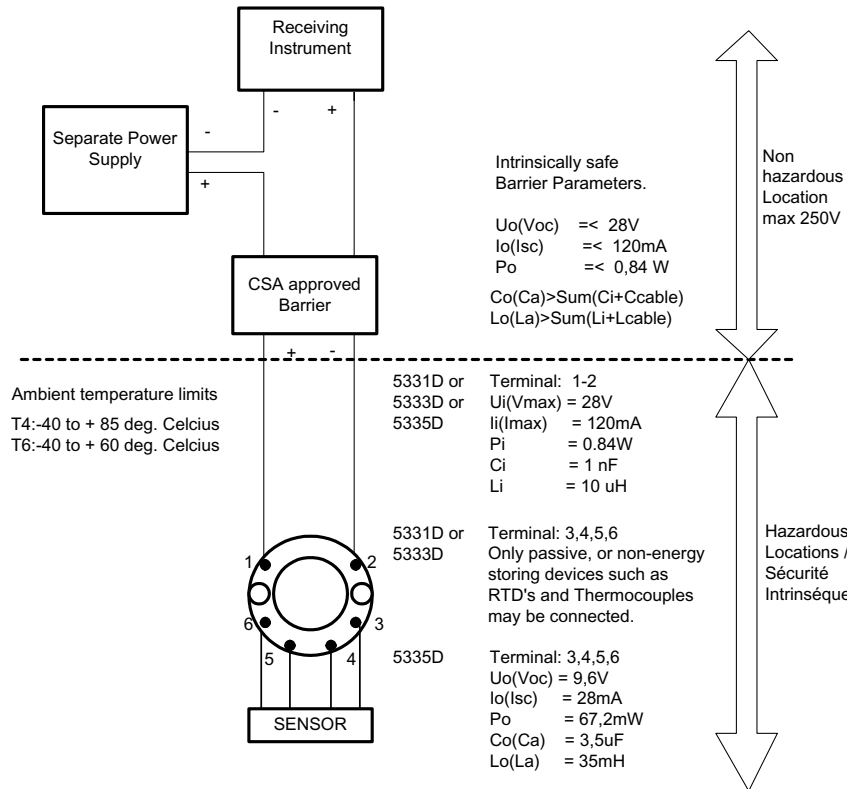 Receiving
Instrument
- +
Separate Power
Supply
-
+
CSA approved
Barrier
+ -
Intrinsically safe
Barrier Parameters.
Uo(Voc) =< 28V
Io(Isc) =< 120mA
Po =< 0,84 W
Co(Ca)>Sum(Ci+Ccable)
Lo(La)>Sum(Li+Lcable)
Non
hazardous
Location
max 250V
Ambient temperature limits
T4:-40 to + 85 deg. Celcius
T6:-40 to + 60 deg. Celcius
5331D or
5333D or
5335D
Terminal: 1-2
Ui(Vmax) = 28V
Ii(Imax) = 120mA
Pi = 0.84W
Ci = 1 nF
Li = 10 uH
5331D or
5333D
Terminal: 3,4,5,6
Only passive, or non-energy
storing devices such as
RTD's and Thermocouples
may be connected.
Hazardous
Locations /
Sécurité
Intrinséque
1 2
6 3
5 4
SENSOR
5335D
Terminal: 3,4,5,6
Uo(Voc) = 9,6V
Io(Isc) = 28mA
Po = 67,2mW
Co(Ca) = 3,5uF
Lo(La) = 35mH